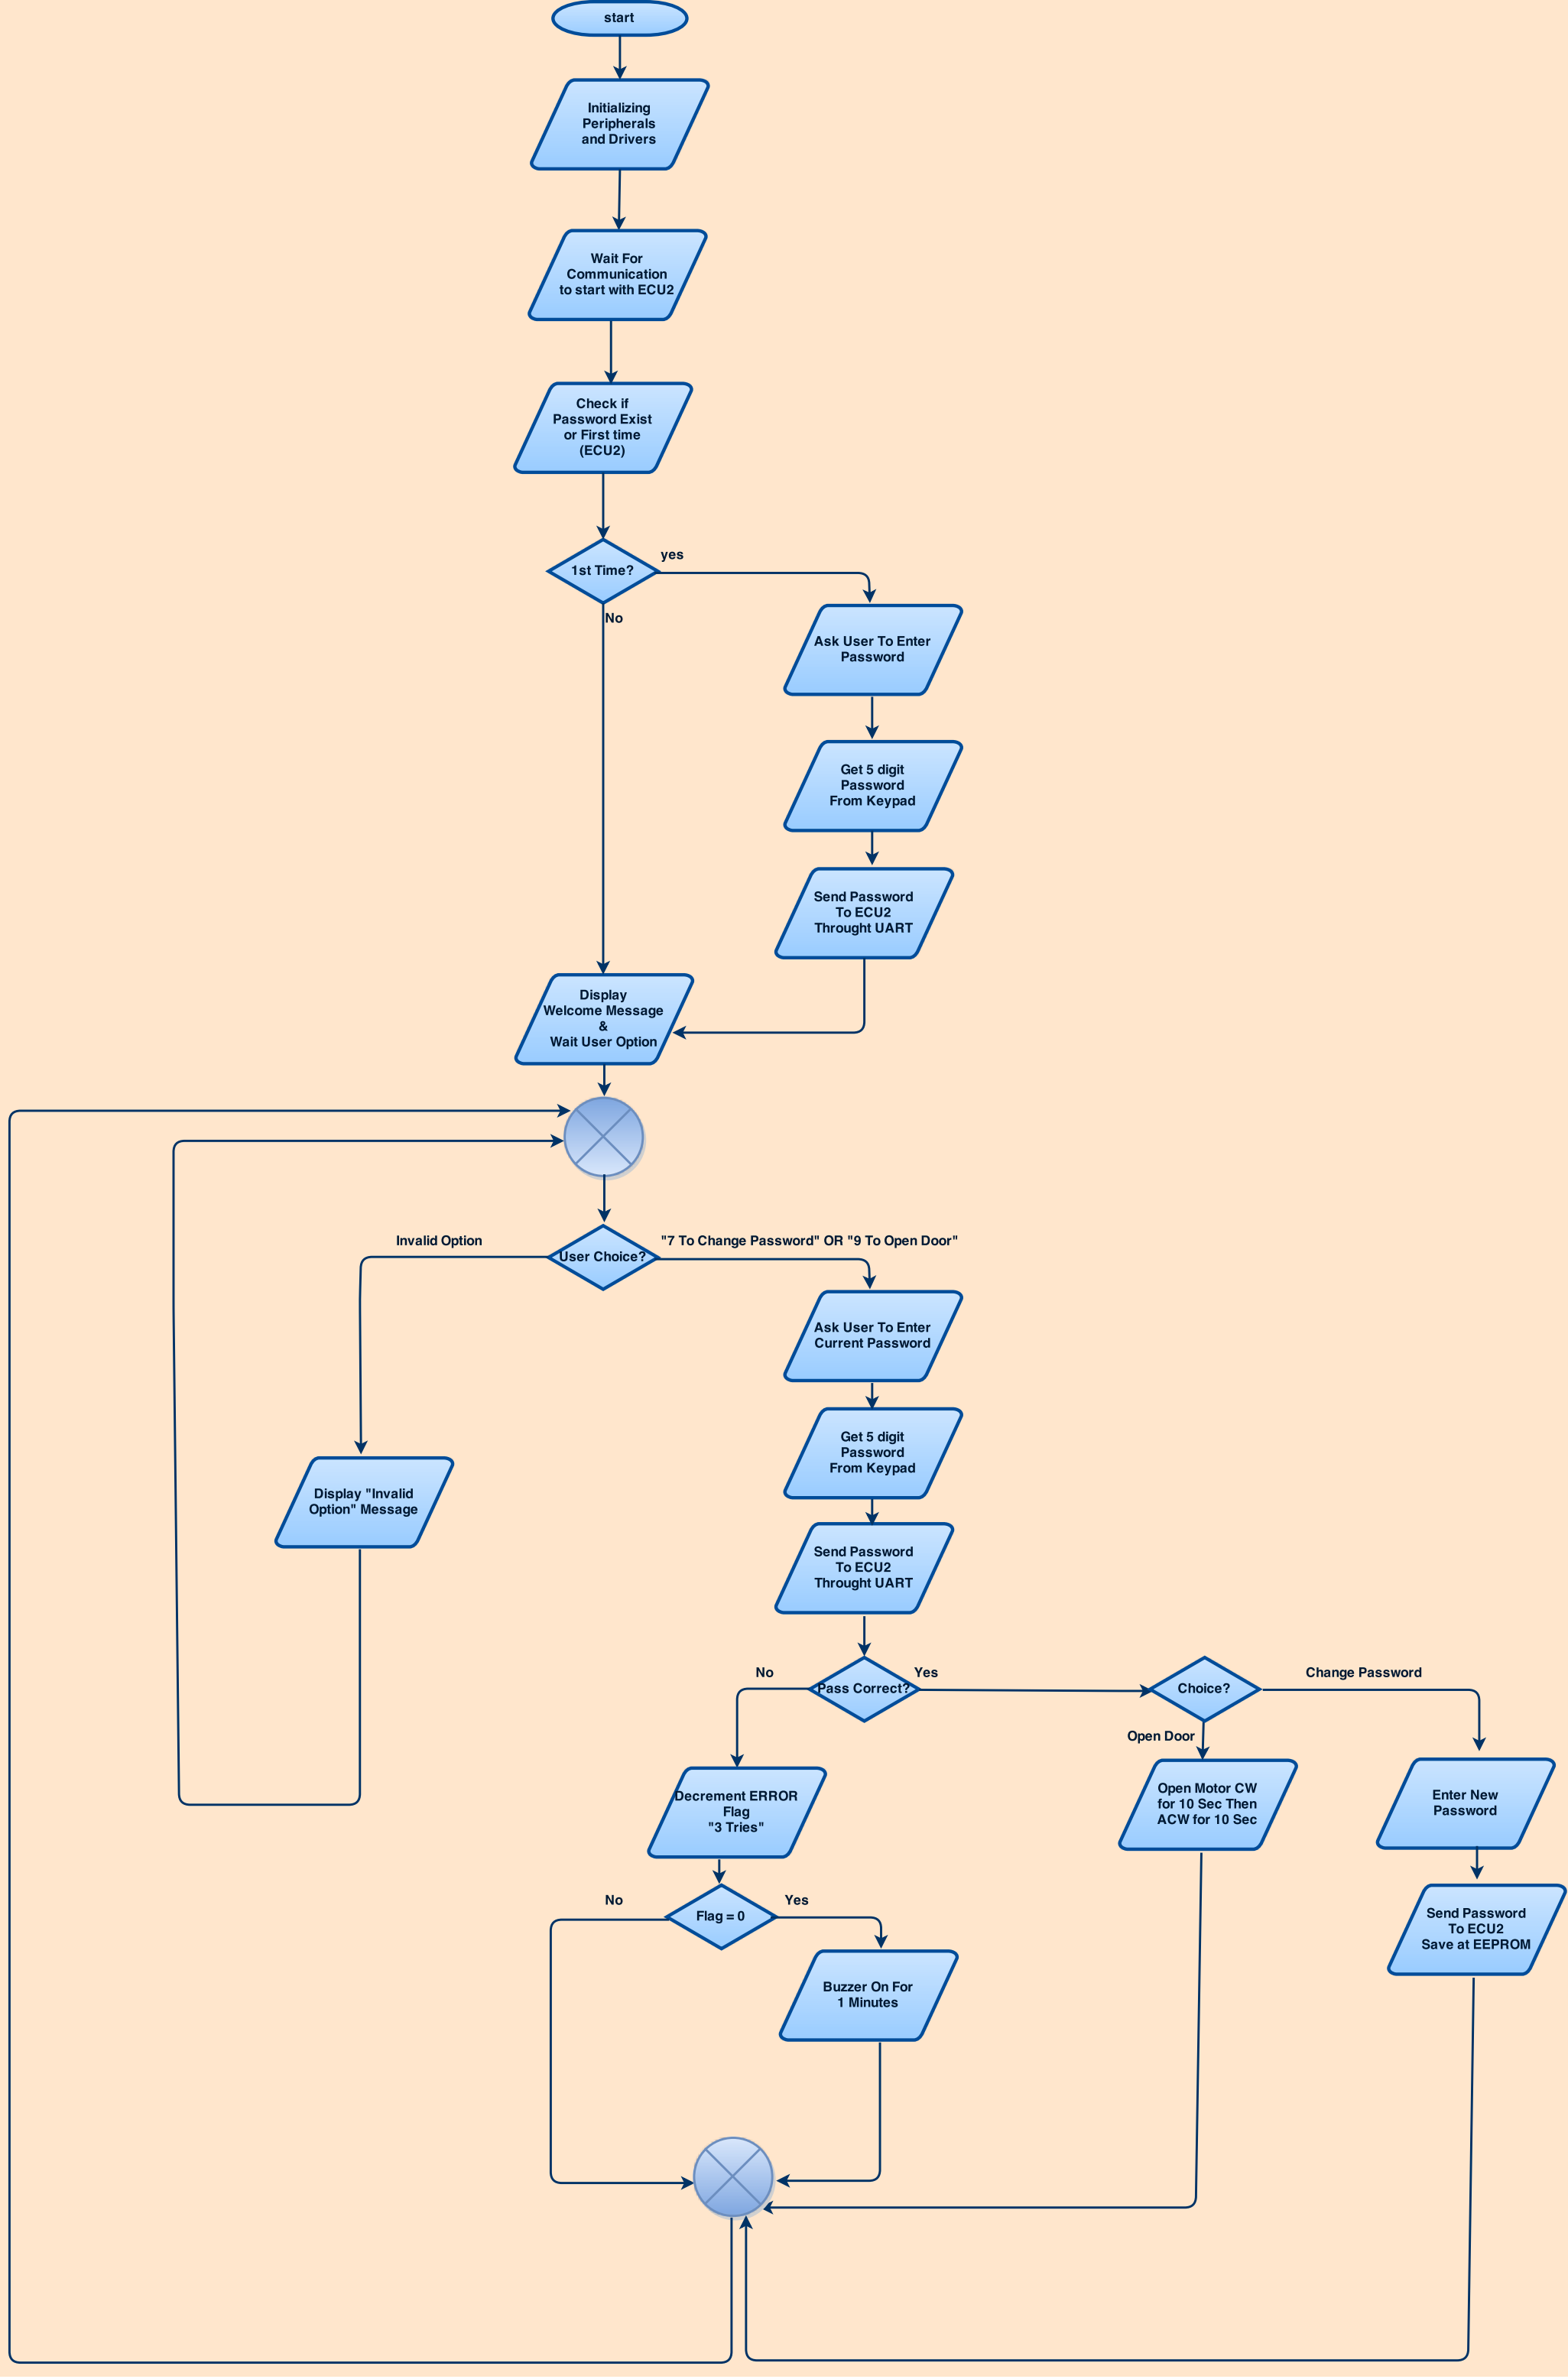 start
Initializing
Peripherals
and Drivers
Wait For
Communication
to start with ECU2
Check if
Password Exist
or First time
(ECU2)
1st Time?
yes
No
Ask User To Enter
Password
Get 5 digit
Password
From Keypad
Send Password
To ECU2
Throught UART
Display
Welcome Message
&
Wait User Option
User Choice?
Invalid Option
"7 To Change Password" OR "9 To Open Door"
Ask User To Enter
Current Password
Get 5 digit
Password
From Keypad
Display "Invalid
Option" Message
Send Password
To ECU2
Throught UART
No
Pass Correct?
Yes
Choice?
Change Password
Open Door
Decrement ERROR
Flag
"3 Tries"
Open Motor CW
for 10 Sec Then
ACW for 10 Sec
Enter New
Password
No
Flag = 0
Yes
Send Password
To ECU2
Save at EEPROM
Buzzer On For
1 Minutes